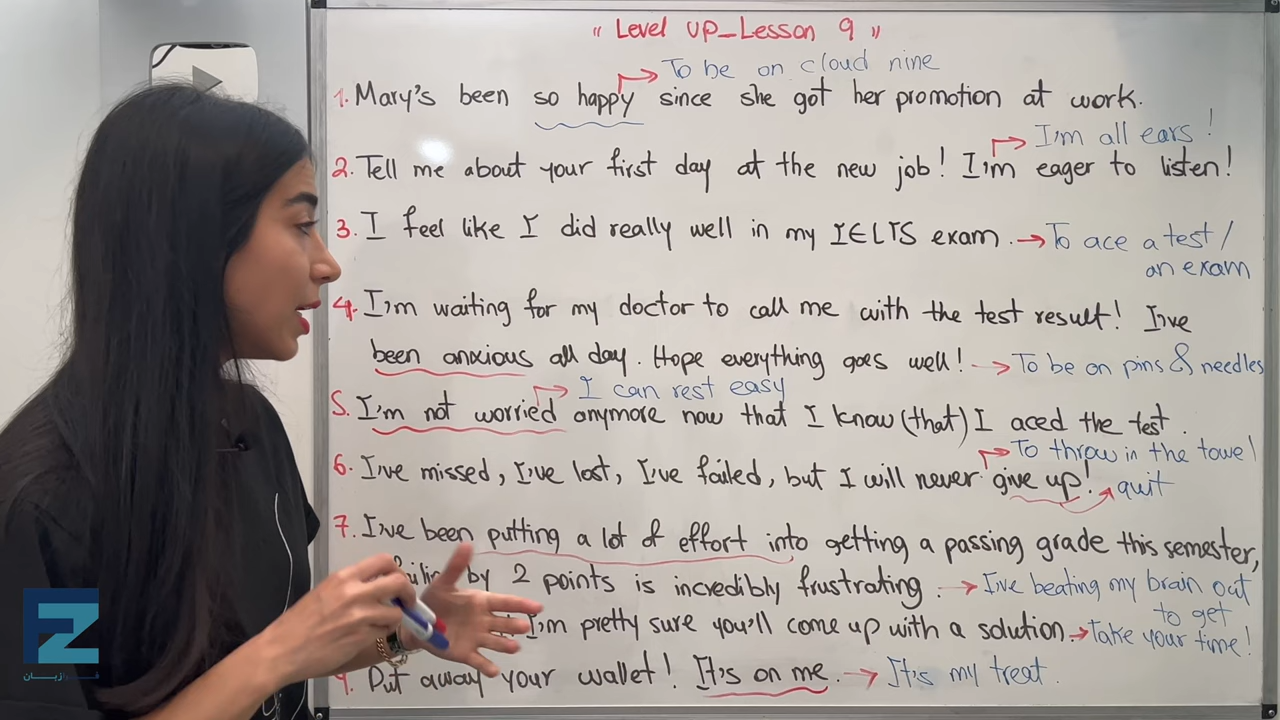 “ Level up_Lesson 9 ”
To be on cloud nine
1. Mary's been so happy since she got her promotion at work.
I'm all ears!
2. Tell me about your first day at the new job! I'm eager to listen!
3. I feel like I did really well in my IELTS exam. → To ace a test /
an exam
4. I'm waiting for my doctor to call me with the test result! I've
been anxious all day. Hope everything goes well! → To be on pins & needles
I can rest easy
5. I'm not worried anymore now that I know (that) I aced the test.
To throw in the towel
6. I've missed, I've lost, I've failed, but I will never give up! → quit
7. I've been putting a lot of effort into getting a passing grade this semester,
by 2 points is incredibly frustrating. → I've beating my brain out
to get
I'm pretty sure you'll come up with a solution. → Take your time!
9. Put away your wallet! It's on me. → It's my treat.
EZ